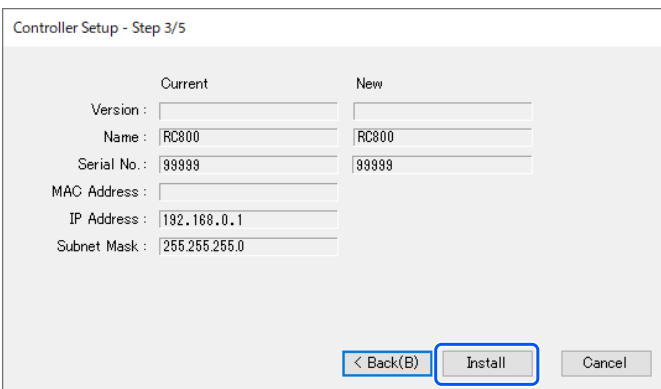 Controller Setup - Step 3/5
Current New
Version :
Name : RC800 RC800
Serial No. : 99999 99999
MAC Address :
IP Address : 192.168.0.1
Subnet Mask : 255.255.255.0
< Back(B) Install Cancel